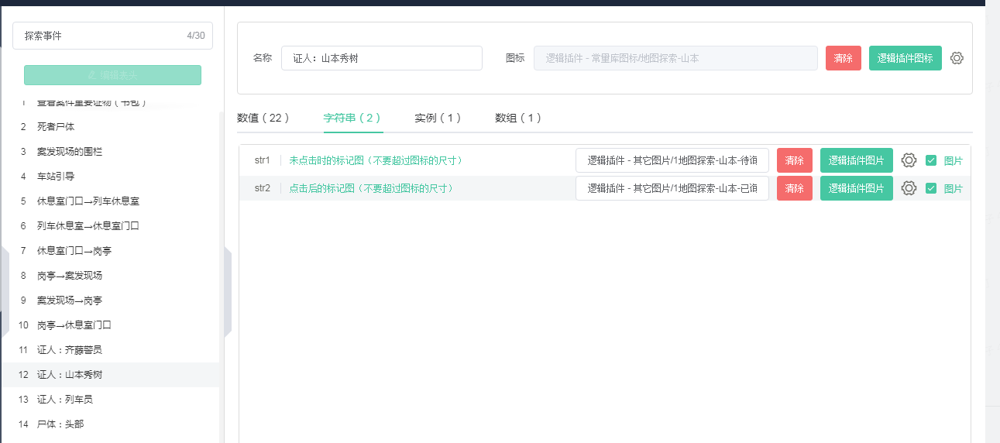 探索事件 4/30
编辑表头
1 查看案件重要证物（书包）
2 死者尸体
3 案发现场的围栏
4 车站引导
5 休息室门口→列车休息室
6 列车休息室→休息室门口
7 休息室门口→岗亭
8 岗亭→案发现场
9 案发现场→岗亭
10 岗亭→休息室门口
11 证人：齐藤警员
12 证人：山本秀树
13 证人：列车员
14 尸体：头部
名称 证人：山本秀树 图标 逻辑插件 - 常量库图标/地图探索-山本 清除 逻辑插件图标
数值（22） 字符串（2） 实例（1） 数组（1）
str1 未点击时的标记图（不要超过图标的尺寸） 逻辑插件 - 其它图片/1地图探索-山本-待询 清除 逻辑插件图片 图片
str2 点击后的标记图（不要超过图标的尺寸） 逻辑插件 - 其它图片/1地图探索-山本-已询 清除 逻辑插件图片 图片